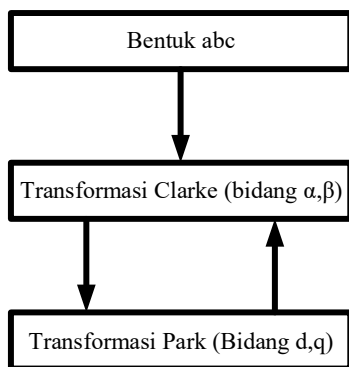 Bentuk abc
Transformasi Clarke (bidang α,β)
Transformasi Park (Bidang d,q)